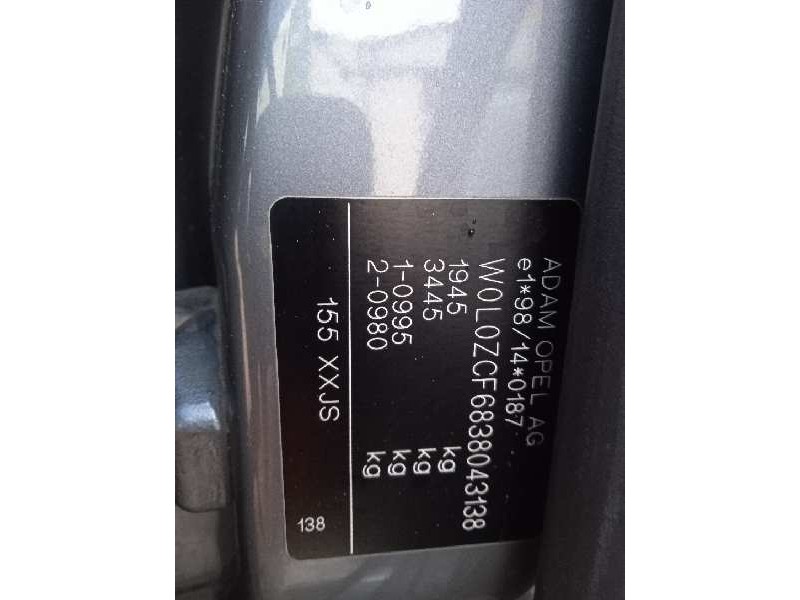 ADAM OPEL AG
e1*98/14*0187
W0L0ZCF6838043138
1945 kg
3445 kg
1-0995 kg
2-0980 kg
155 XXJS
138